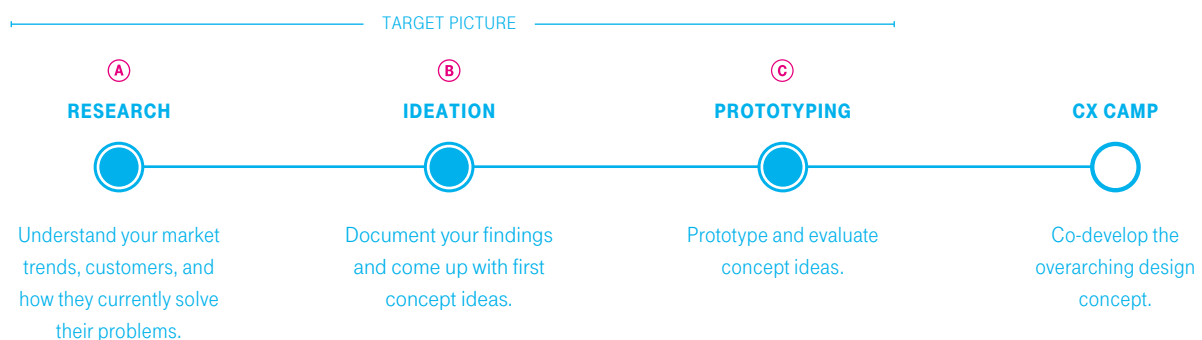 TARGET PICTURE
A
RESEARCH
Understand your market
trends, customers, and
how they currently solve
their problems.
B
IDEATION
Document your findings
and come up with first
concept ideas.
C
PROTOTYPING
Prototype and evaluate
concept ideas.
CX CAMP
Co-develop the
overarching design
concept.